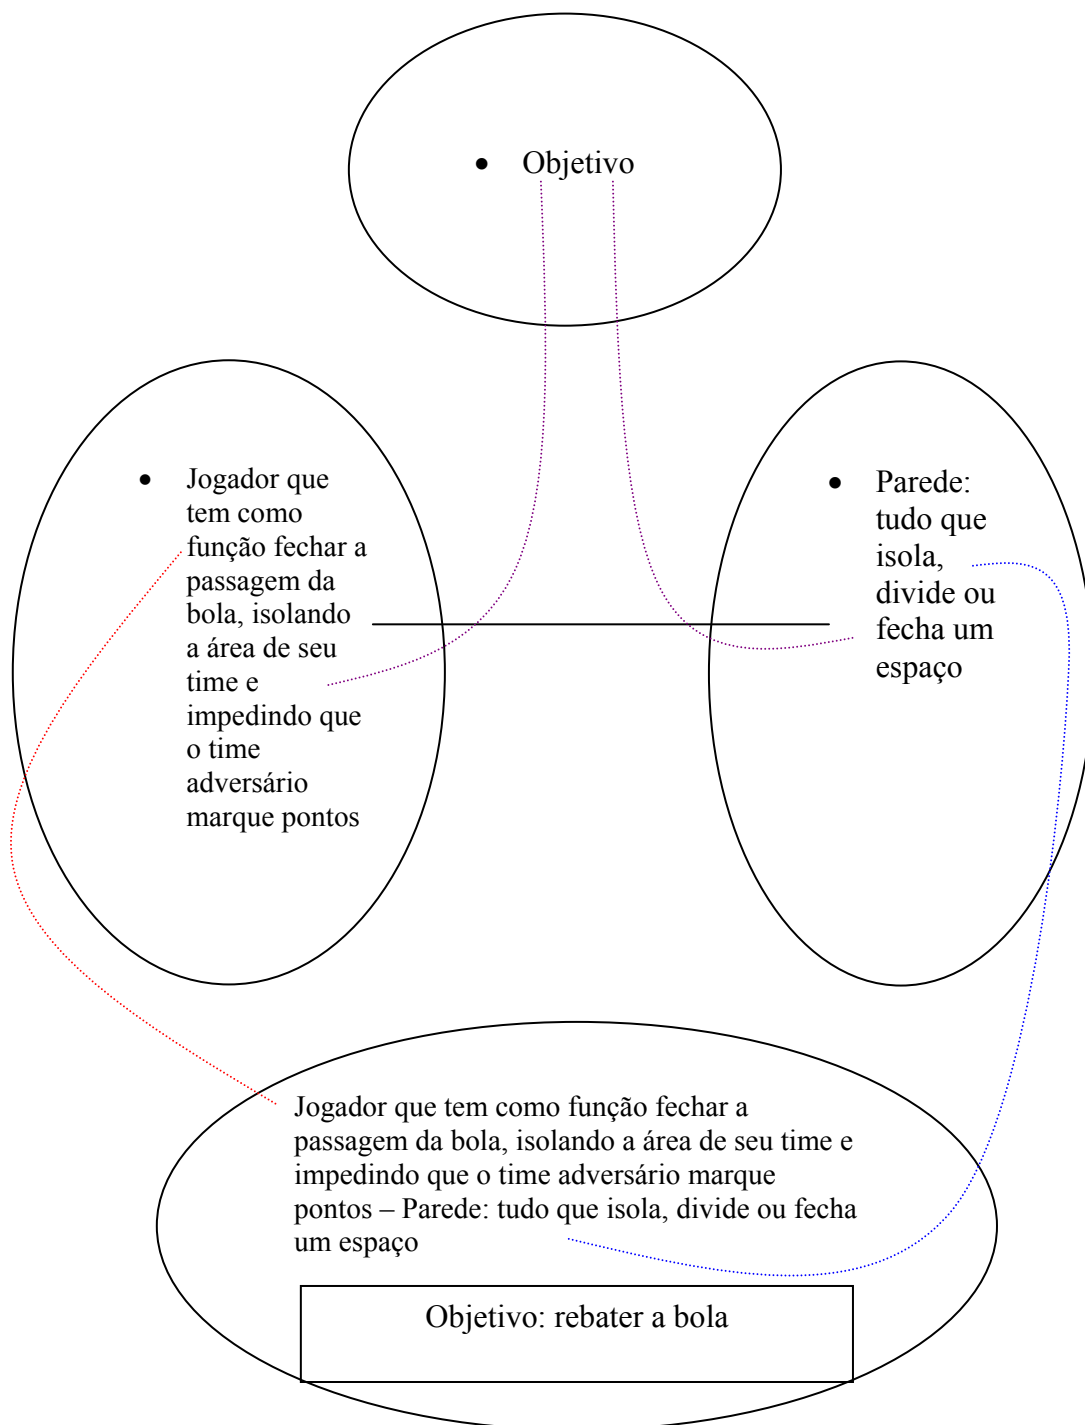 • Objetivo
• Jogador que
tem como
função fechar a
passagem da
bola, isolando
a área de seu
time e
impedindo que
o time
adversário
marque pontos
• Parede:
tudo que
isola,
divide ou
fecha um
espaço
Jogador que tem como função fechar a
passagem da bola, isolando a área de seu time e
impedindo que o time adversário marque
pontos – Parede: tudo que isola, divide ou fecha
um espaço
Objetivo: rebater a bola